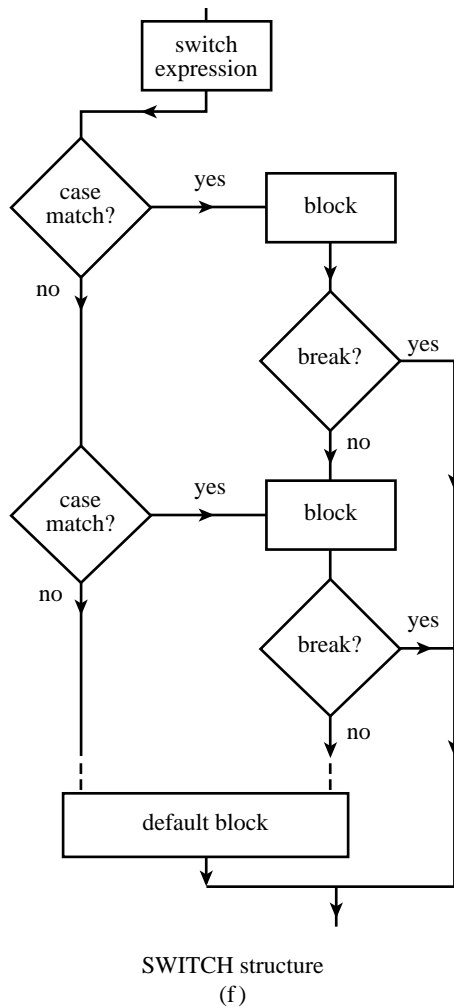 switch
expression
case
match?
yes
block
no
break?
yes
no
case
match?
yes
block
no
break?
yes
no
default block
SWITCH structure
(f)